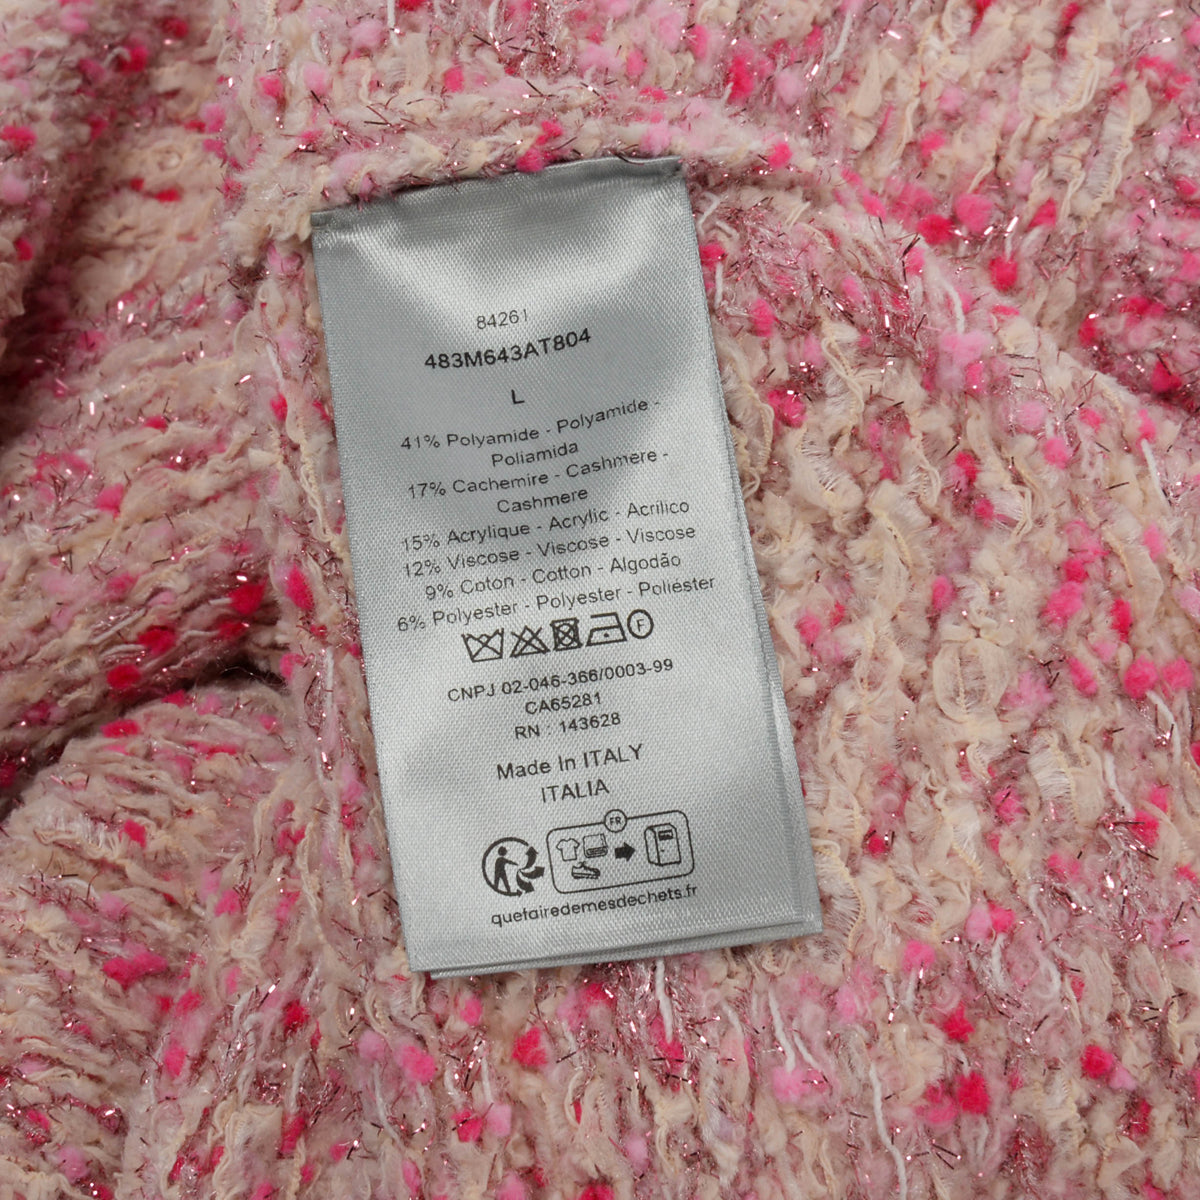 84261
483M643AT804
L
41% Polyamide - Polyamide -
Poliamida
17% Cachemire - Cashmere -
Cashmere
15% Acrylique - Acrylic - Acrílico
12% Viscose - Viscose - Viscose
9% Coton - Cotton - Algodão
6% Polyester - Polyester - Poliéster
F
CNPJ 02-046-366/0003-99
CA65281
RN : 143628
Made In ITALY
ITALIA
FR
quefairedemesdechets.fr